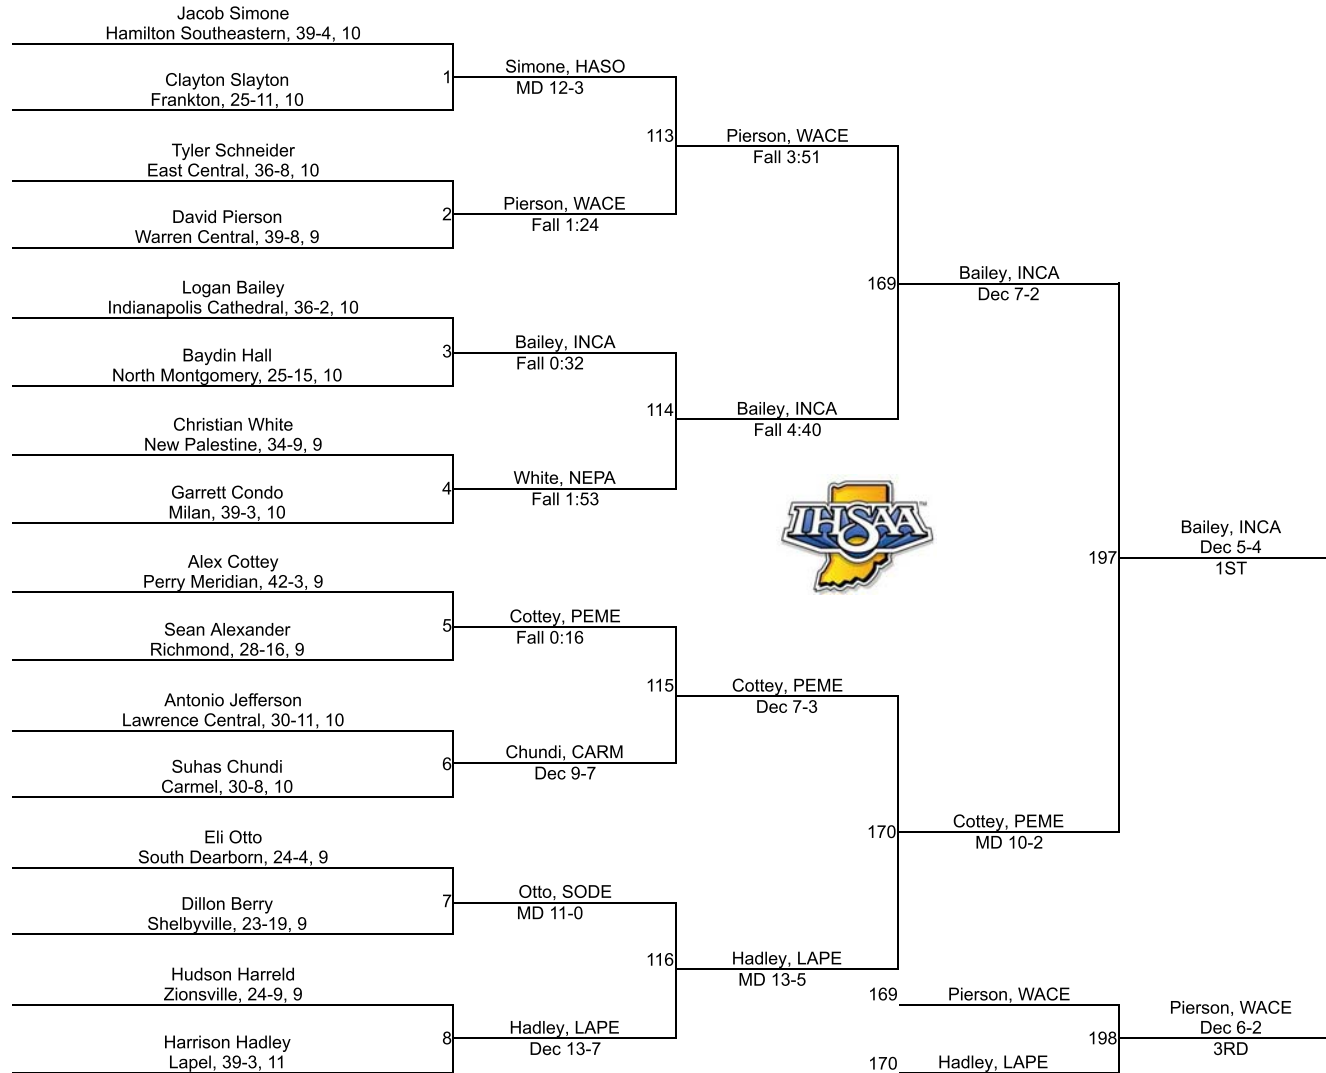 Jacob Simone
Hamilton Southeastern, 39-4, 10
1
Clayton Slayton
Frankton, 25-11, 10
Simone, HASO
MD 12-3
113
Tyler Schneider
East Central, 36-8, 10
2
David Pierson
Warren Central, 39-8, 9
Pierson, WACE
Fall 1:24
Pierson, WACE
Fall 3:51
169
Logan Bailey
Indianapolis Cathedral, 36-2, 10
3
Baydin Hall
North Montgomery, 25-15, 10
Bailey, INCA
Fall 0:32
114
Christian White
New Palestine, 34-9, 9
4
Garrett Condo
Milan, 39-3, 10
White, NEPA
Fall 1:53
Bailey, INCA
Fall 4:40
Bailey, INCA
Dec 7-2
IHSAA
TM
197
Bailey, INCA
Dec 5-4
1ST
Alex Cottey
Perry Meridian, 42-3, 9
5
Sean Alexander
Richmond, 28-16, 9
Cottey, PEME
Fall 0:16
115
Antonio Jefferson
Lawrence Central, 30-11, 10
6
Suhas Chundi
Carmel, 30-8, 10
Chundi, CARM
Dec 9-7
Cottey, PEME
Dec 7-3
170
Cottey, PEME
MD 10-2
Eli Otto
South Dearborn, 24-4, 9
7
Dillon Berry
Shelbyville, 23-19, 9
Otto, SODE
MD 11-0
116
Hudson Harreld
Zionsville, 24-9, 9
8
Harrison Hadley
Lapel, 39-3, 11
Hadley, LAPE
Dec 13-7
Hadley, LAPE
MD 13-5
169
Pierson, WACE
198
170
Hadley, LAPE
Pierson, WACE
Dec 6-2
3RD